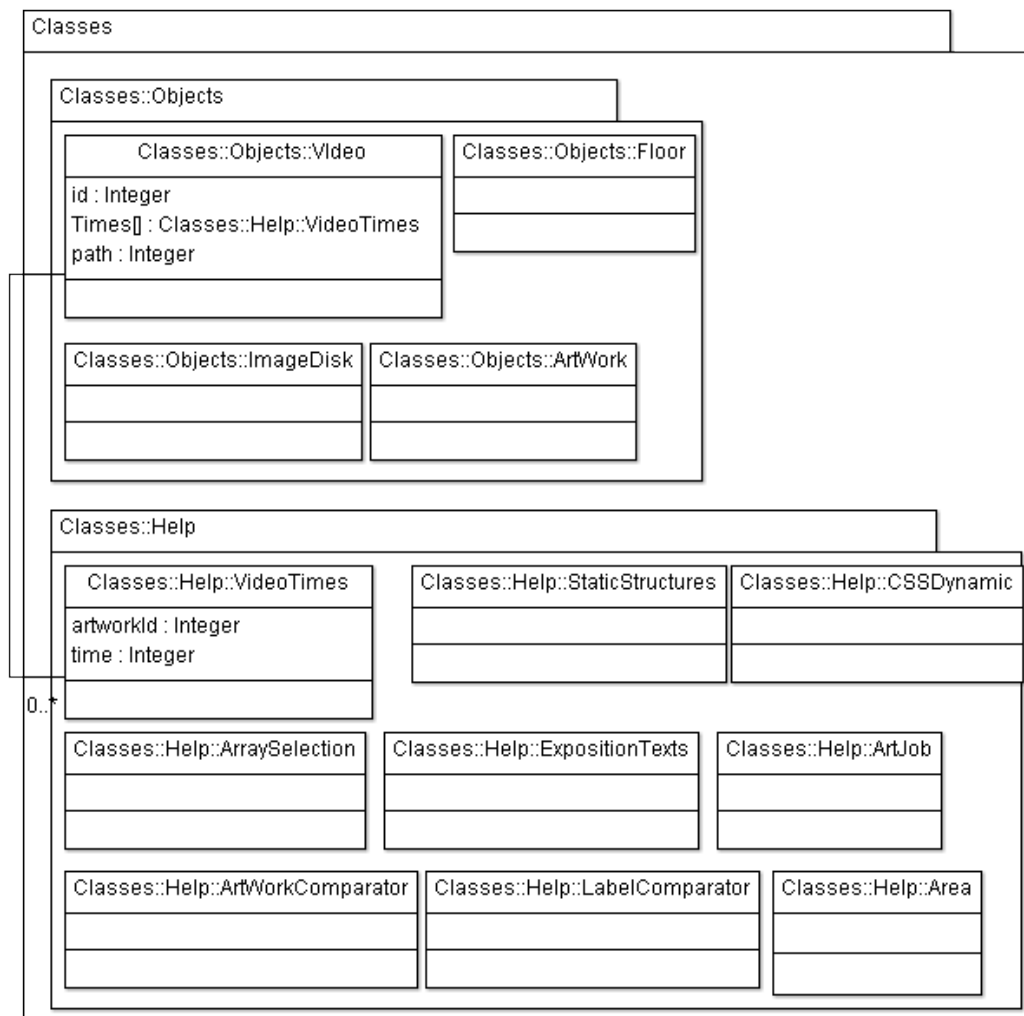 Classes
Classes::Objects
Classes::Objects::VIdeo
Classes::Objects::Floor
id : Integer
Times[] : Classes::Help::VideoTimes
path : Integer
Classes::Objects::ImageDisk
Classes::Objects::ArtWork
Classes::Help
Classes::Help::VideoTimes
Classes::Help::StaticStructures
Classes::Help::CSSDynamic
artworkId : Integer
time : Integer
0..*
Classes::Help::ArraySelection
Classes::Help::ExpositionTexts
Classes::Help::ArtJob
Classes::Help::ArtWorkComparator
Classes::Help::LabelComparator
Classes::Help::Area